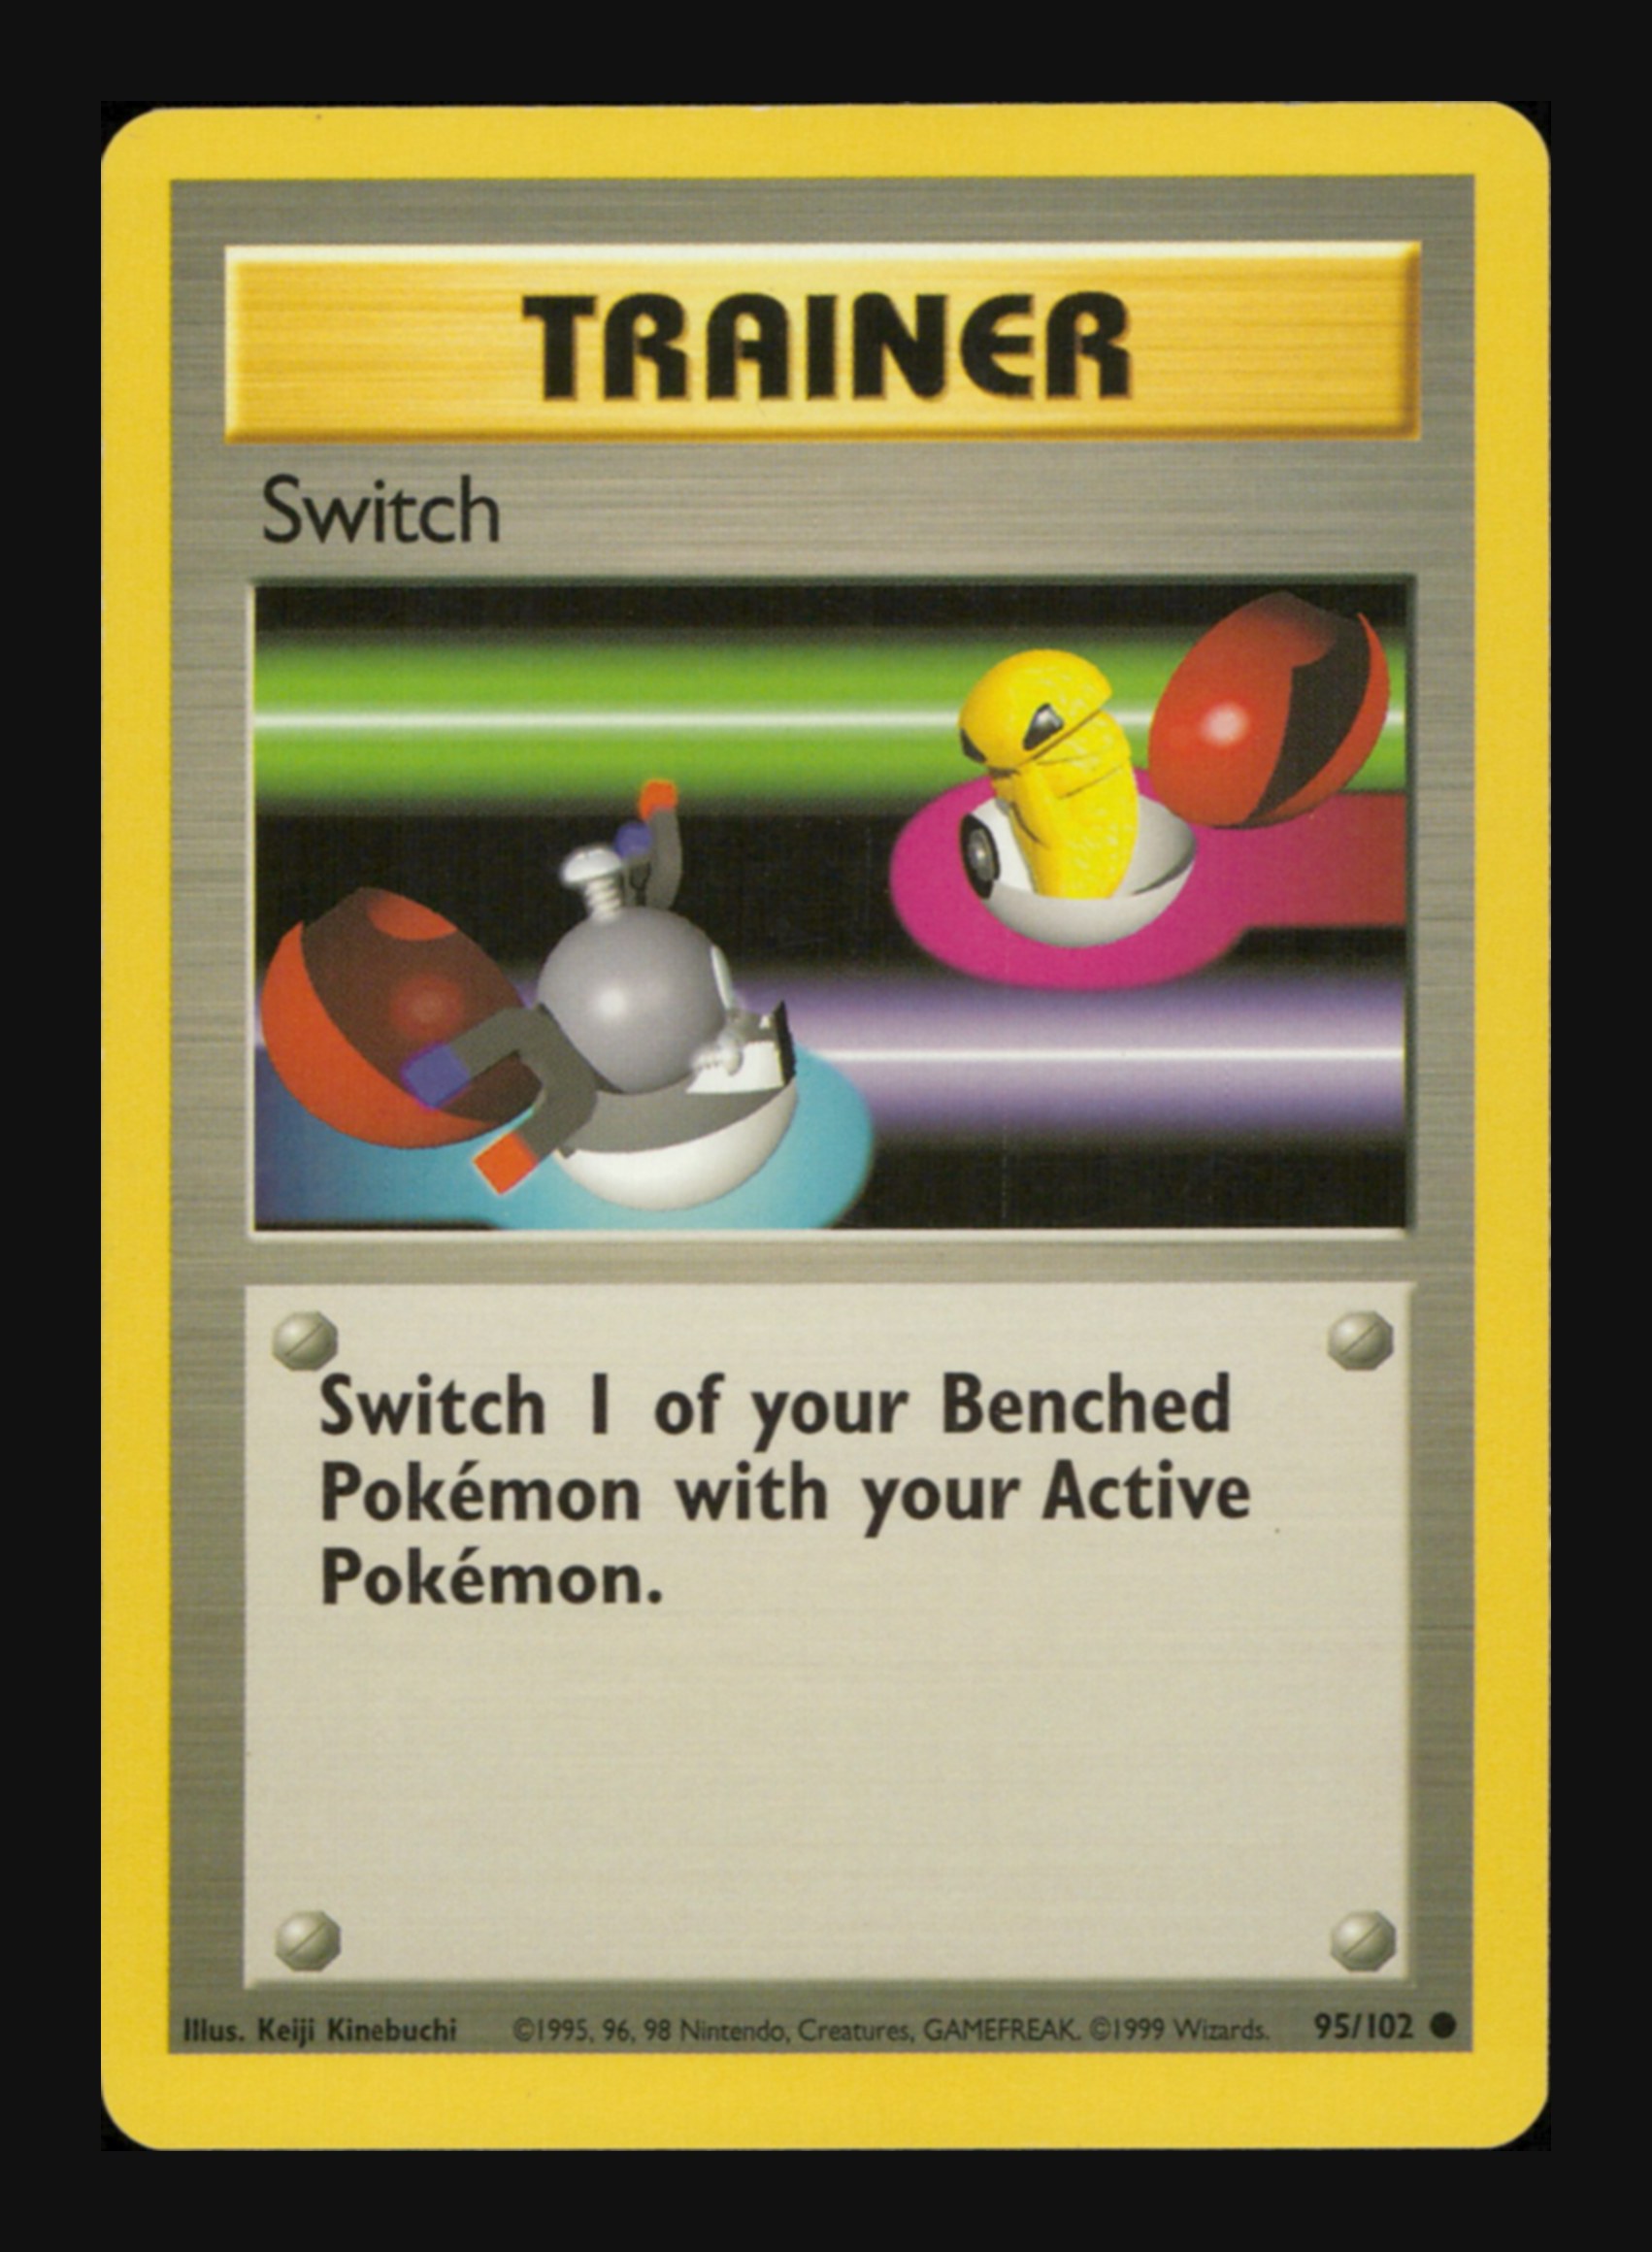 TRAINER
Switch
Switch 1 of your Benched
Pokémon with your Active
Pokémon.
Illus. Keiji Kinebuchi ©1995, 96, 98 Nintendo, Creatures, GAMEFREAK. ©1999 Wizards. 95/102